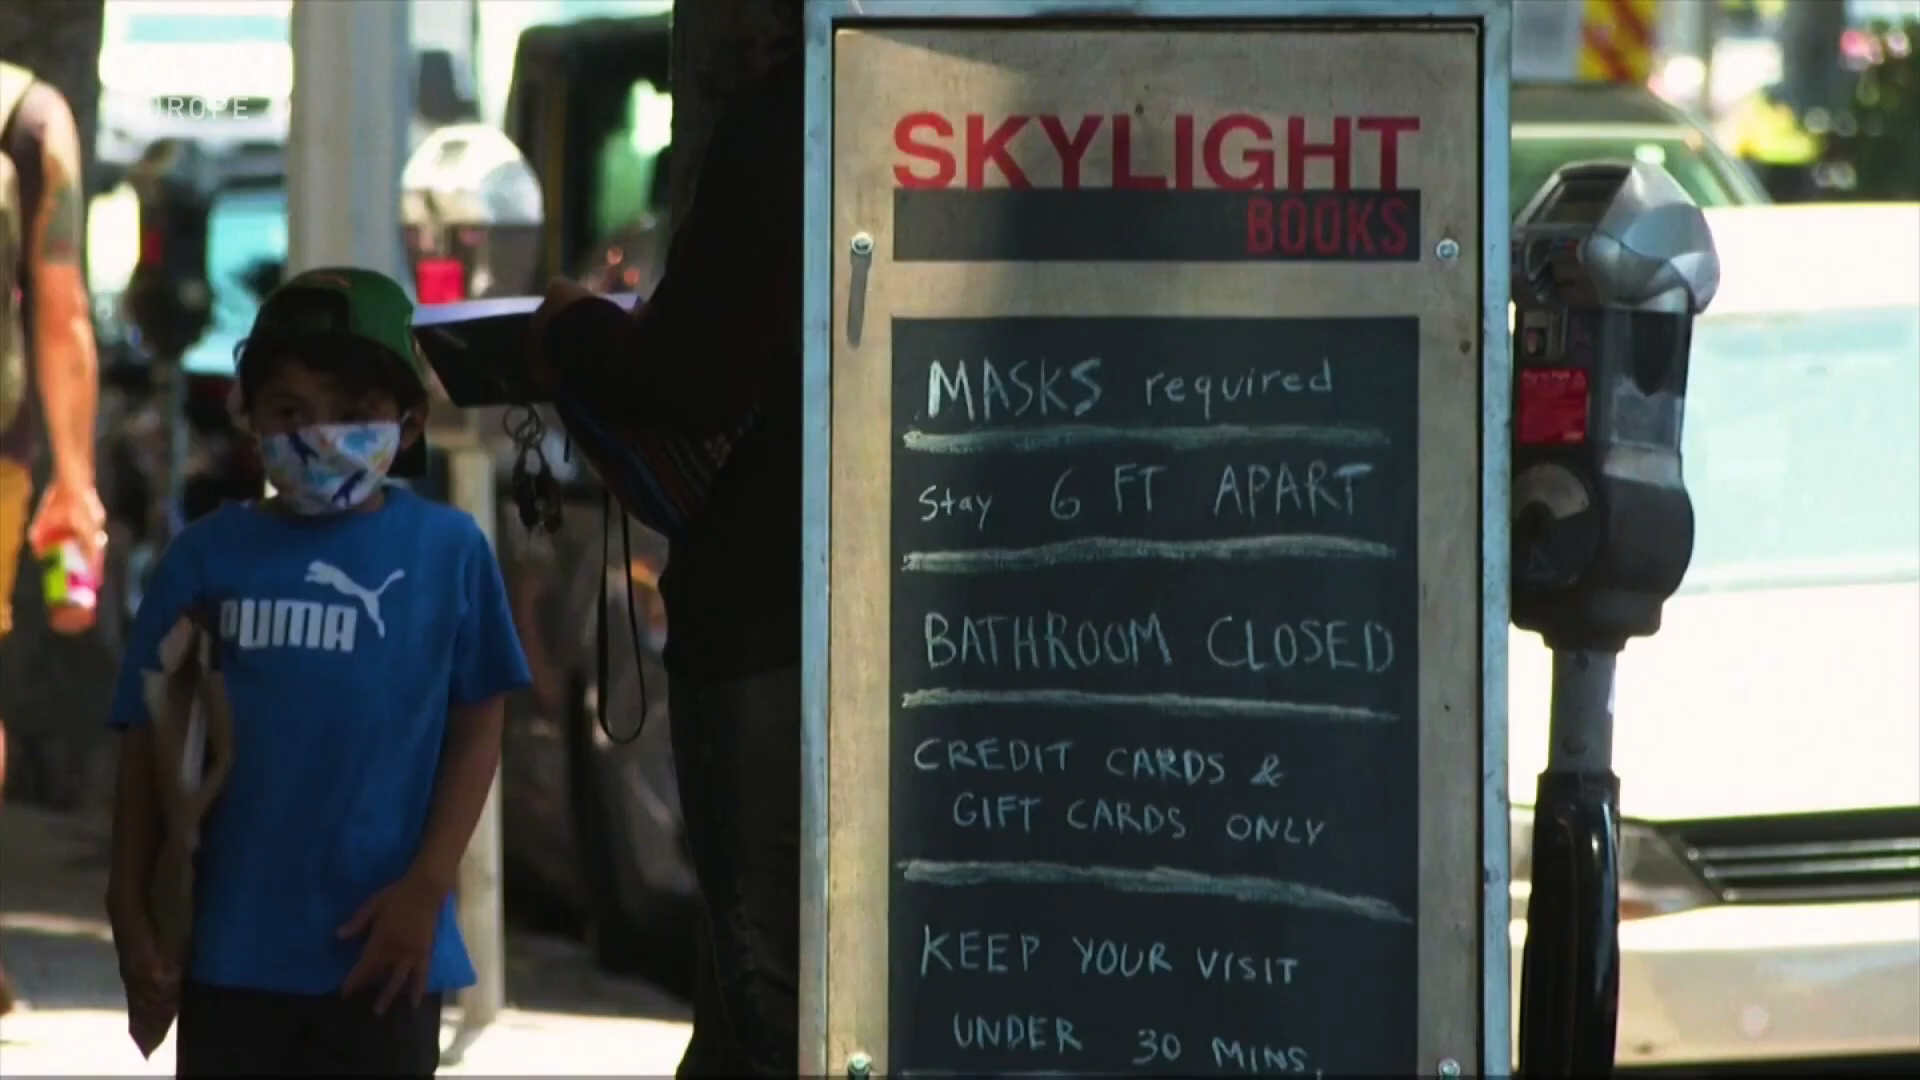 EUROPE
SKYLIGHT
BOOKS
MASKS required
Stay 6 FT APART
BATHROOM CLOSED
CREDIT CARDS &
GIFT CARDS ONLY
KEEP YOUR VISIT
UNDER 30 MINS.
PUMA